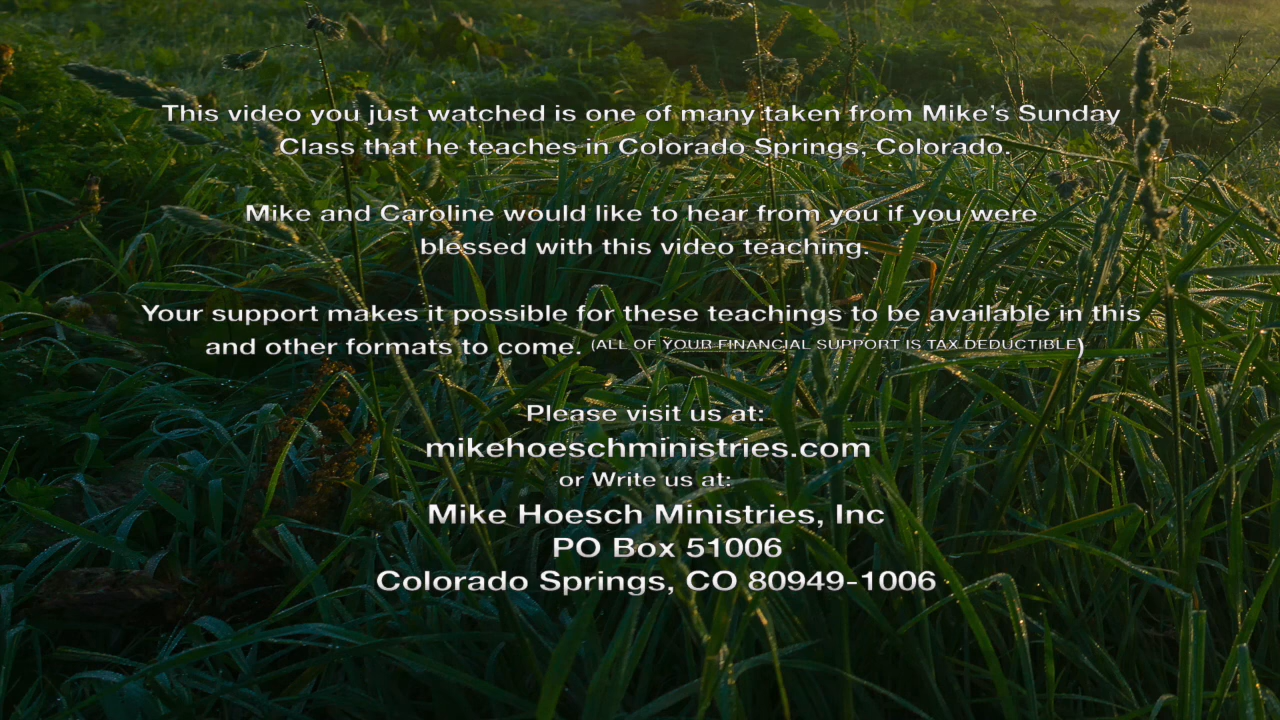 This video you just watched is one of many taken from Mike’s Sunday
Class that he teaches in Colorado Springs, Colorado.
Mike and Caroline would like to hear from you if you were
blessed with this video teaching.
Your support makes it possible for these teachings to be available in this
and other formats to come. (ALL OF YOUR FINANCIAL SUPPORT IS TAX DEDUCTIBLE)
Please visit us at:
mikehoeschministries.com
or Write us at:
Mike Hoesch Ministries, Inc
PO Box 51006
Colorado Springs, CO 80949-1006